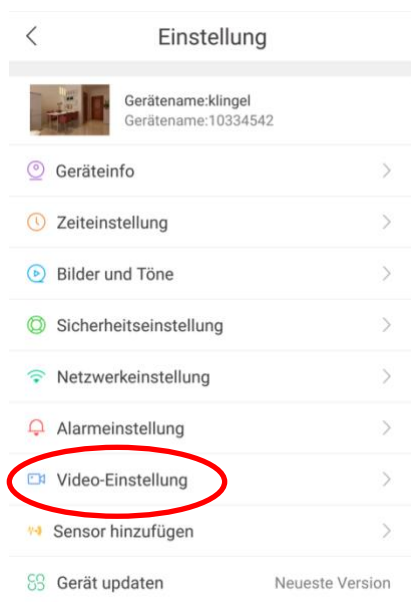 Einstellung
Gerätename:klingel
Gerätename:10334542
Geräteinfo
Zeiteinstellung
Bilder und Töne
Sicherheitseinstellung
Netzwerkeinstellung
Alarmeinstellung
Video-Einstellung
Sensor hinzufügen
Gerät updaten Neueste Version